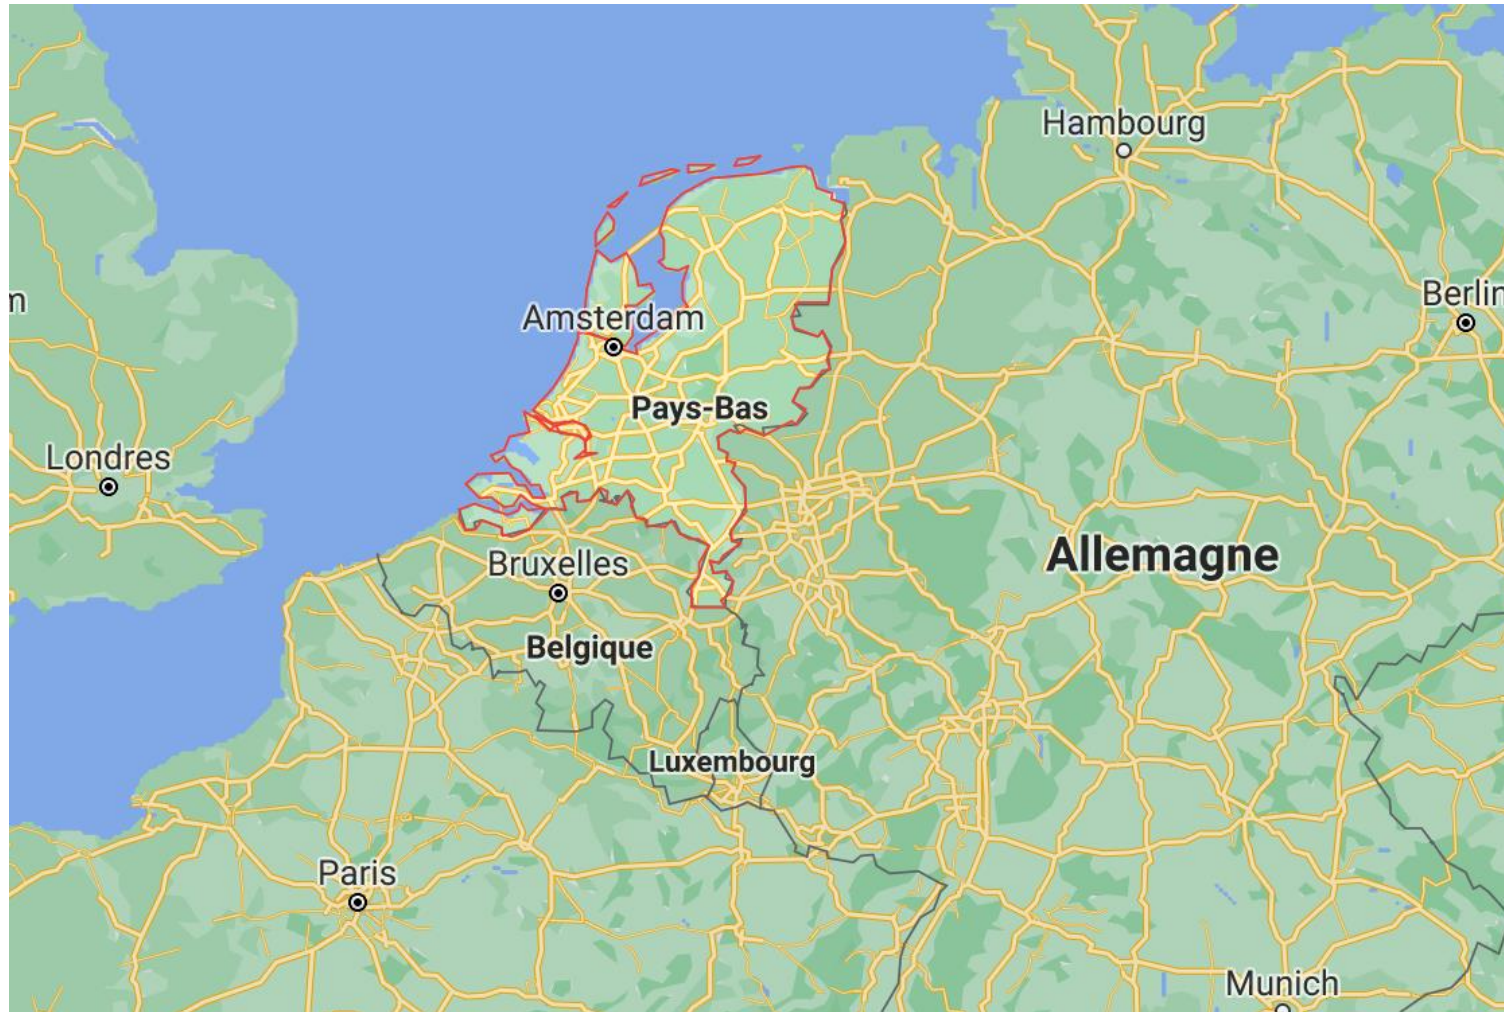 Hambourg
Berlin
Amsterdam
Pays-Bas
Londres
Allemagne
Bruxelles
Belgique
Luxembourg
Paris
Munich